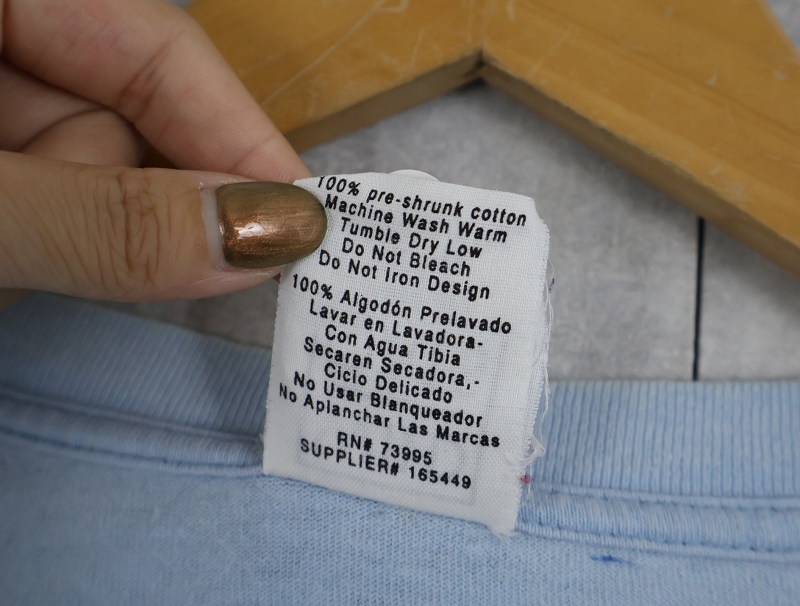 100% pre-shrunk cotton
Machine Wash Warm
Tumble Dry Low
Do Not Bleach
Do Not Iron Design
100% Algodón Prelavado
Lavar en Lavadora-
Con Agua Tibia
Secaren Secadora,-
Ciclo Delicado
No Usar Blanqueador
No Aplanchar Las Marcas
RN# 73995
SUPPLIER# 165449